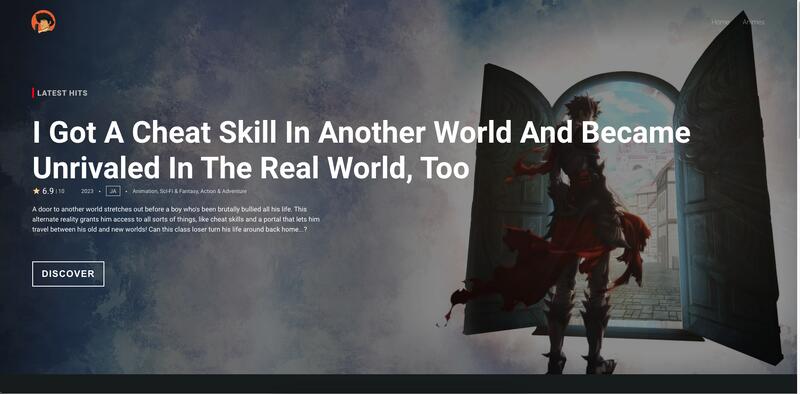 Home Animes
LATEST HITS
I Got A Cheat Skill In Another World And Became
Unrivaled In The Real World, Too
6.9 | 10 2023 • JA • Animation, Sci-Fi & Fantasy, Action & Adventure
A door to another world stretches out before a boy who's been brutally bullied all his life. This
alternate reality grants him access to all sorts of things, like cheat skills and a portal that lets him
travel between his old and new worlds! Can this class loser turn his life around back home...?
DISCOVER